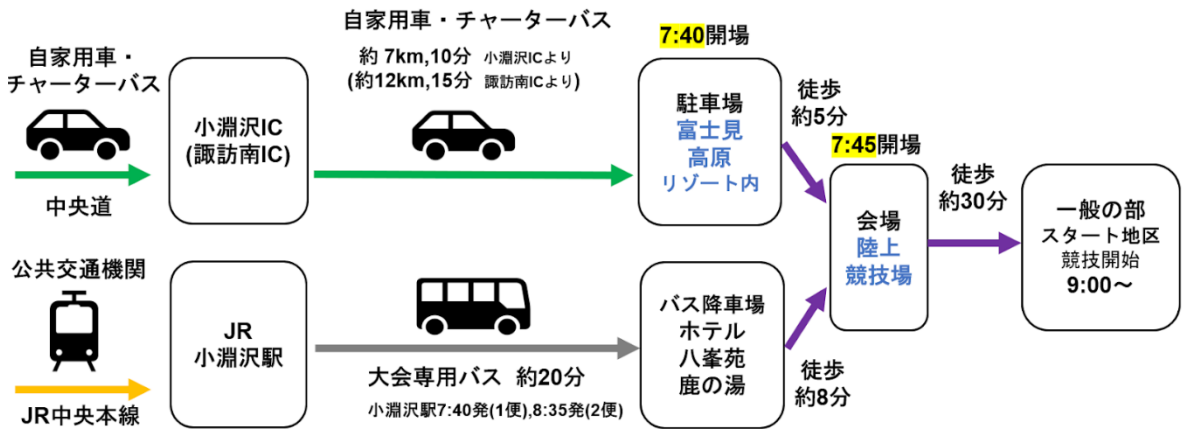 自家用車・
チャーターバス
中央道
小淵沢IC
(諏訪南IC)
自家用車・チャーターバス
約 7km,10分 小淵沢ICより
(約12km,15分 諏訪南ICより)
7:40開場
駐車場
富士見
高原
リゾート内
徒歩
約5分
公共交通機関
JR中央本線
JR
小淵沢駅
大会専用バス 約20分
小淵沢駅7:40発(1便),8:35発(2便)
バス降車場
ホテル
八峯苑
鹿の湯
徒歩
約8分
7:45開場
会場
陸上
競技場
徒歩
約30分
一般の部
スタート地区
競技開始
9:00～